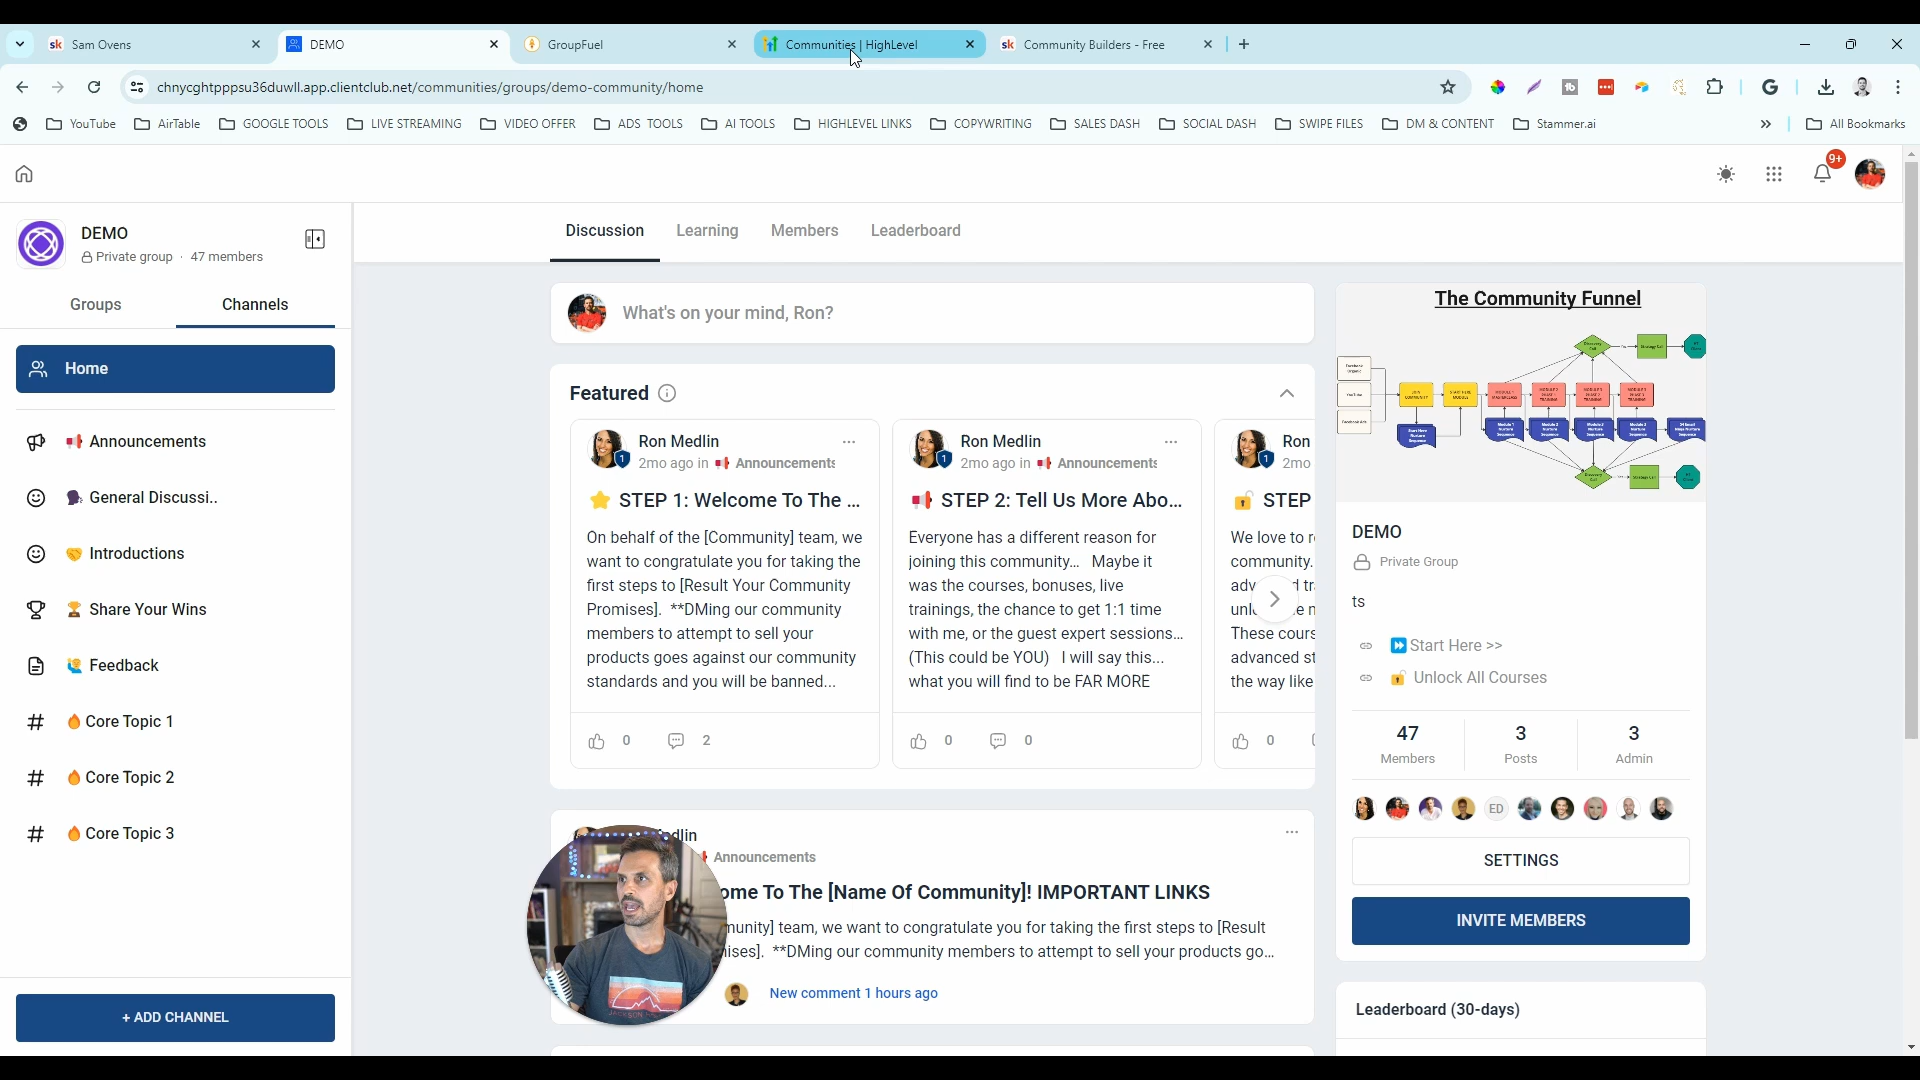 Sam Ovens
DEMO
GroupFuel
Communities | HighLevel
Community Builders - Free
chnycghtpppsu36duwll.app.clientclub.net/communities/groups/demo-community/home
YouTube
AirTable
GOOGLE TOOLS
LIVE STREAMING
VIDEO OFFER
ADS TOOLS
AI TOOLS
HIGHLEVEL LINKS
COPYWRITING
SALES DASH
SOCIAL DASH
SWIPE FILES
DM & CONTENT
Stammer.ai
All Bookmarks
9+
DEMO
Private group · 47 members
Groups
Channels
Home
Announcements
General Discussi..
Introductions
Share Your Wins
Feedback
Core Topic 1
Core Topic 2
Core Topic 3
+ ADD CHANNEL
Discussion
Learning
Members
Leaderboard
What's on your mind, Ron?
Featured
Ron Medlin
2mo ago in Announcements
STEP 1: Welcome To The ...
On behalf of the [Community] team, we
want to congratulate you for taking the
first steps to [Result Your Community
Promises]. **DMing our community
members to attempt to sell your
products goes against our community
standards and you will be banned...
0
2
Ron Medlin
2mo ago in Announcements
STEP 2: Tell Us More Abo...
Everyone has a different reason for
joining this community... Maybe it
was the courses, bonuses, live
trainings, the chance to get 1:1 time
with me, or the guest expert sessions...
(This could be YOU) I will say this...
what you will find to be FAR MORE
0
0
Ron
2mo
STEP
We love to r
community.
These cours
advanced st
the way like
0
dlin
Announcements
ome To The [Name Of Community]! IMPORTANT LINKS
munity] team, we want to congratulate you for taking the first steps to [Result
ises]. **DMing our community members to attempt to sell your products go...
New comment 1 hours ago
The Community Funnel
DEMO
Private Group
ts
Start Here >>
Unlock All Courses
47
Members
3
Posts
3
Admin
ED
SETTINGS
INVITE MEMBERS
Leaderboard (30-days)